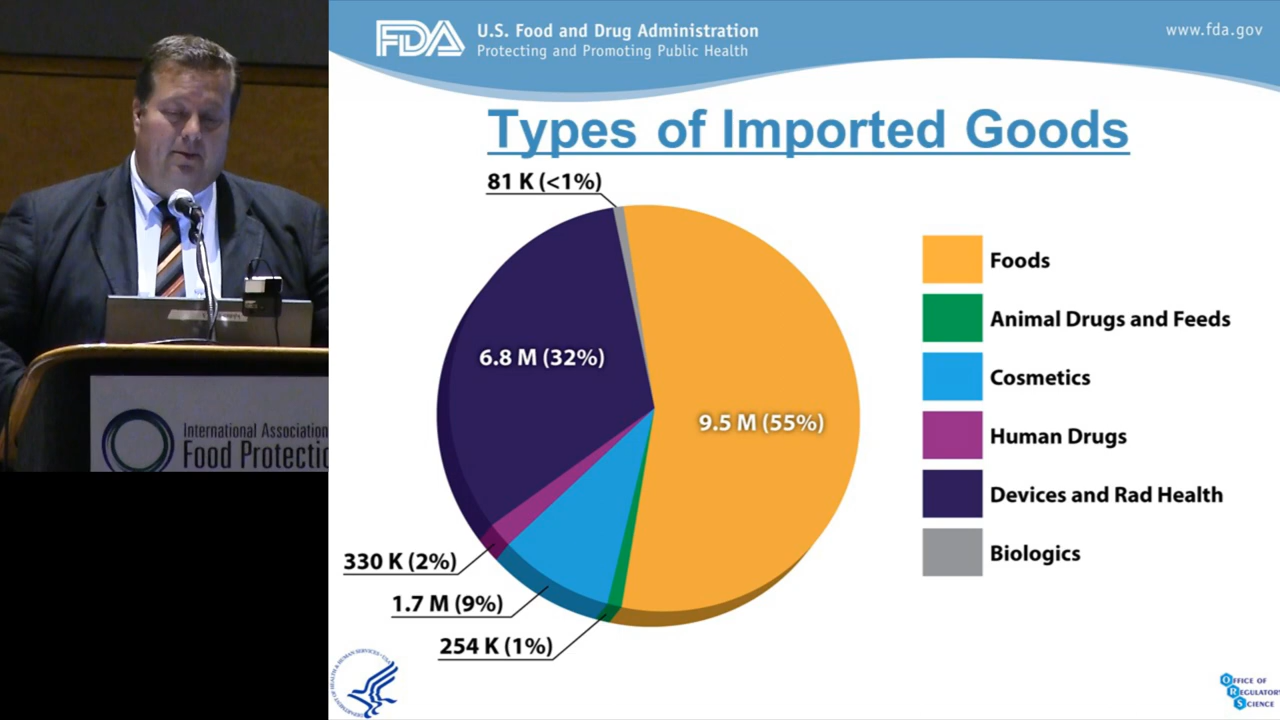 FDA
U.S. Food and Drug Administration
Protecting and Promoting Public Health
www.fda.gov
Types of Imported Goods
81 K (<1%)
6.8 M (32%)
9.5 M (55%)
330 K (2%)
1.7 M (9%)
254 K (1%)
Foods
Animal Drugs and Feeds
Cosmetics
Human Drugs
Devices and Rad Health
Biologics
International Association
Food Protectio
OFFICE OF
REGULATORY
SCIENCE